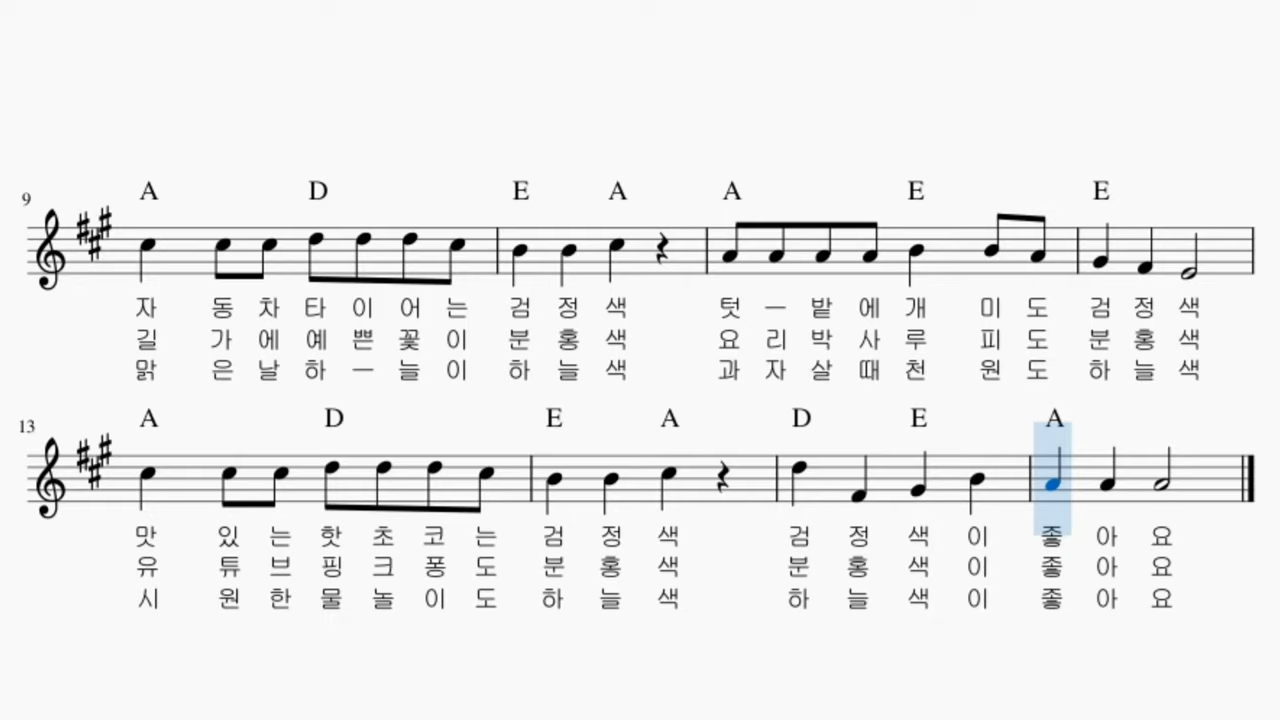 A D E A A E E
9
자 동 차 타 이 어 는 검 정 색 텃 ㅡ 밭 에 개 미 도 검 정 색
길 가 에 예 쁜 꽃 이 분 홍 색 요 리 박 사 루 피 도 분 홍 색
맑 은 날 하 ㅡ 늘 이 하 늘 색 과 자 살 때 천 원 도 하 늘 색
A D E A D E A
13
맛 있 는 핫 초 코 는 검 정 색 검 정 색 이 좋 아 요
유 튜 브 핑 크 퐁 도 분 홍 색 분 홍 색 이 좋 아 요
시 원 한 물 놀 이 도 하 늘 색 하 늘 색 이 좋 아 요